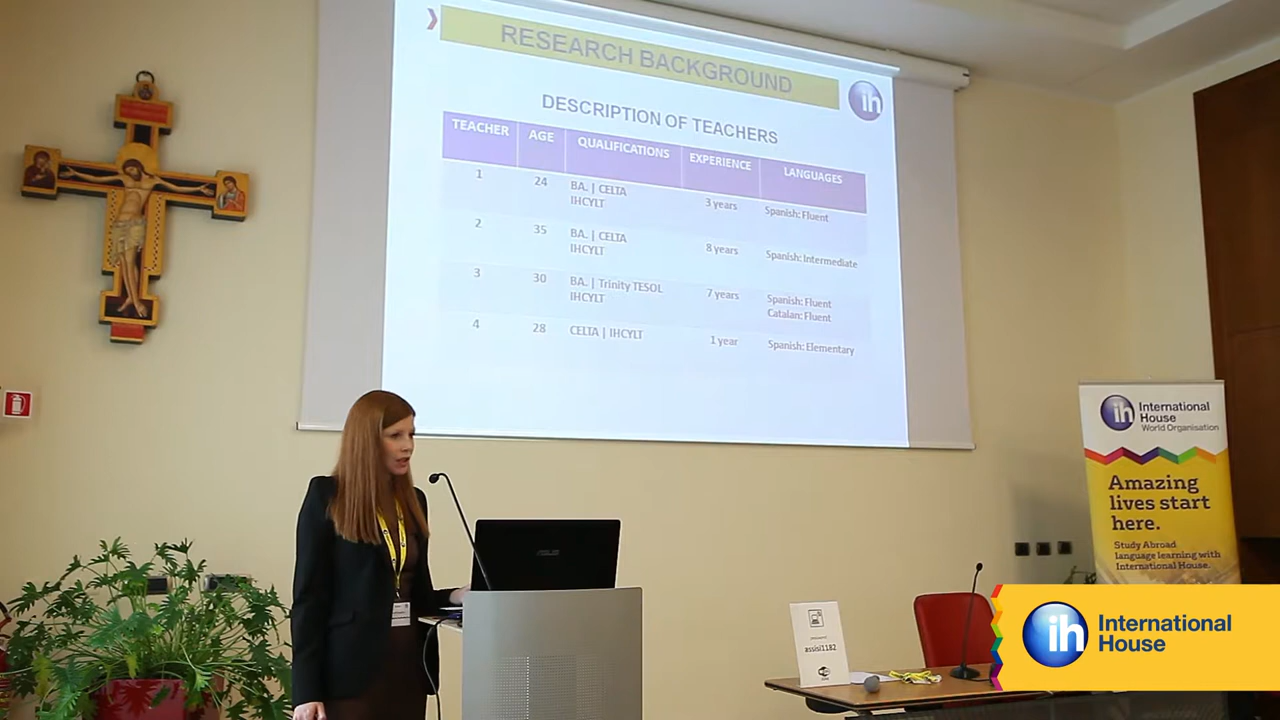 RESEARCH BACKGROUND
ih
DESCRIPTION OF TEACHERS
TEACHER AGE QUALIFICATIONS EXPERIENCE LANGUAGES
1 24 BA. | CELTA 3 years Spanish: Fluent
IHCYLT
2 35 BA. | CELTA 8 years Spanish: Intermediate
IHCYLT
3 30 BA. | Trinity TESOL 7 years Spanish: Fluent
IHCYLT Catalan: Fluent
4 28 CELTA | IHCYLT 1 year Spanish: Elementary
ASUS
ih International
House
World Organisation
Amazing
lives start
here.
Study Abroad
language learning with
International House.
assisi1182
ih International
House